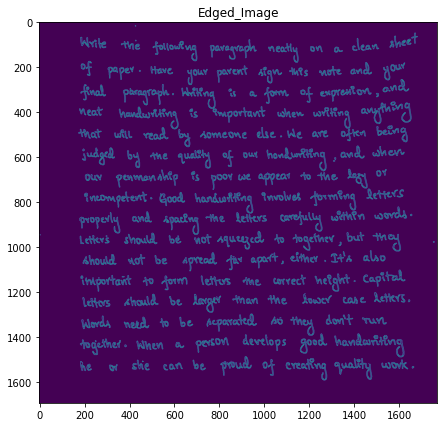 Edged_Image
Write the following paragraph neatly on a clean sheet
of paper. Have your parent sign this note and your
final paragraph. Writing is a form of expression, and
neat handwriting is important when writing anything
that will read by someone else. We are often being
judged by the quality of our handwriting, and when
our penmanship is poor we appear to the lazy or
incompetent. Good handwriting involves forming letters
properly and spacing the letters carefully within words.
Letters should be not squeezed to together, but they
should not be spread far apart, either. It's also
important to form letters the correct height. Capital
letters should be larger than the lower case letters.
Words need to be separated so they don't run
together. When a person develops good handwriting
he or she can be proud of creating quality work.
0
200
400
600
800
1000
1200
1400
1600
0 200 400 600 800 1000 1200 1400 1600